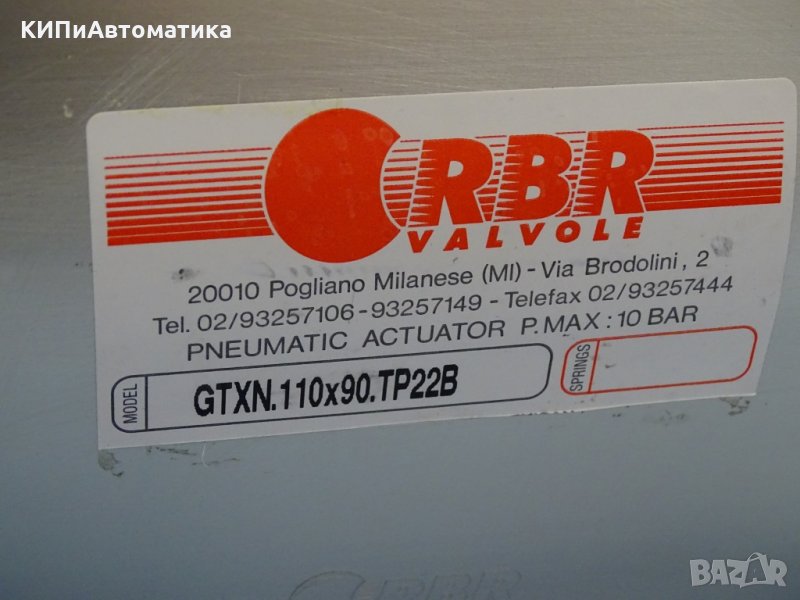 КИПиАвтоматика
RBR
VALVOLE
20010 Pogliano Milanese (MI) - Via Brodolini, 2
Tel. 02/93257106-93257149 - Telefax 02/93257444
PNEUMATIC ACTUATOR P.MAX : 10 BAR
MODEL GTXN.110x90.TP22B
SPRINGS
BAZAR